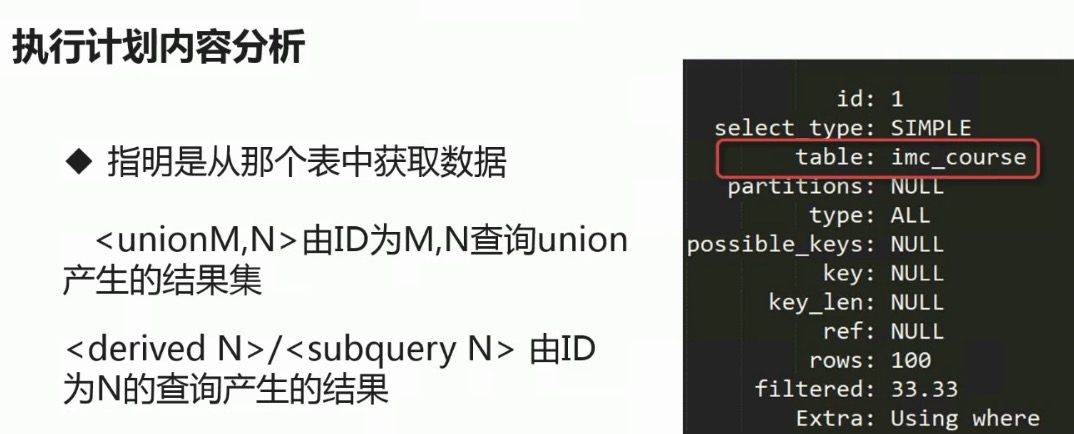 执行计划内容分析
◆ 指明是从那个表中获取数据
<unionM,N>由ID为M,N查询union
产生的结果集
<derived N>/<subquery N> 由ID
为N的查询产生的结果
id: 1
select_type: SIMPLE
table: imc_course
partitions: NULL
type: ALL
possible_keys: NULL
key: NULL
key_len: NULL
ref: NULL
rows: 100
filtered: 33.33
Extra: Using where